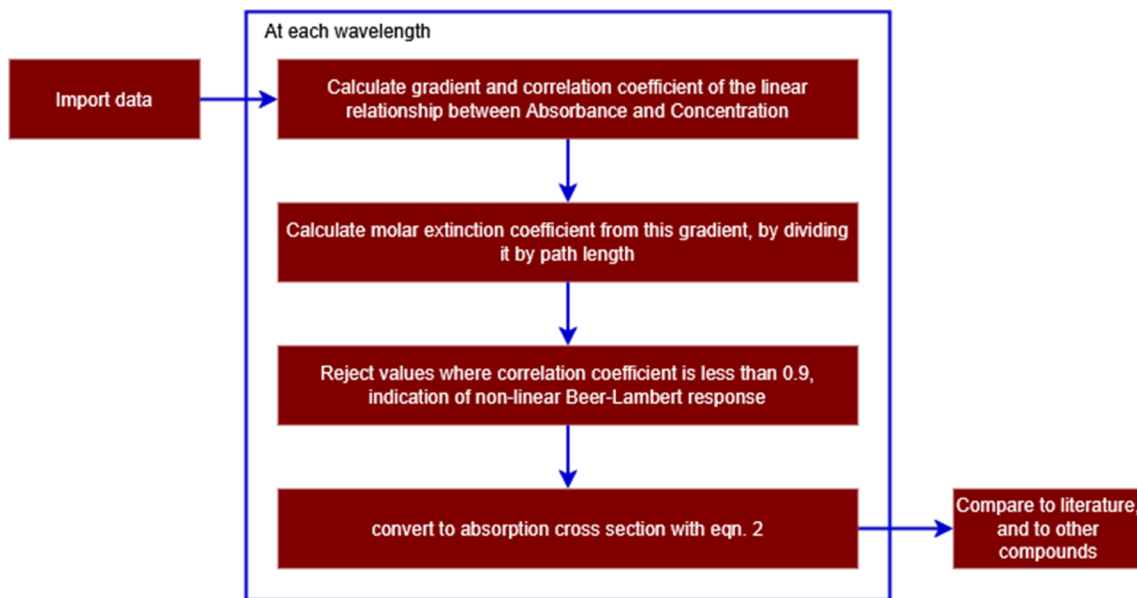 At each wavelength
Import data
Calculate gradient and correlation coefficient of the linear
relationship between Absorbance and Concentration
Calculate molar extinction coefficient from this gradient, by dividing
it by path length
Reject values where correlation coefficient is less than 0.9,
indication of non-linear Beer-Lambert response
convert to absorption cross section with eqn. 2
Compare to literature,
and to other
compounds